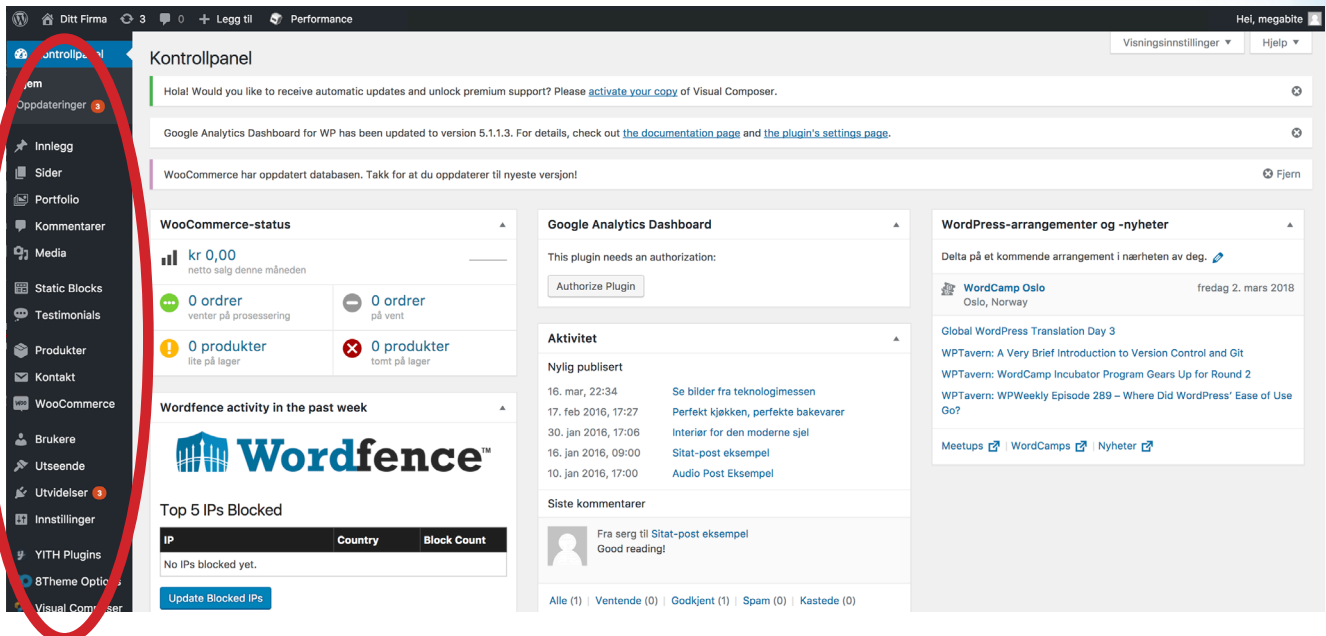 Ditt Firma 3 0 + Legg til Performance
Hei, megabite
Kontrollpanel
Hjem
Oppdateringer 3
Innlegg
Sider
Portfolio
Kommentarer
Media
Static Blocks
Testimonials
Produkter
Kontakt
WooCommerce
Brukere
Utseende
Utvidelser 3
Innstillinger
YITH Plugins
8Theme Options
Visual Composer
Visningsinnstillinger ▼ Hjelp ▼
Kontrollpanel
Hola! Would you like to receive automatic updates and unlock premium support? Please activate your copy of Visual Composer.
Google Analytics Dashboard for WP has been updated to version 5.1.1.3. For details, check out the documentation page and the plugin's settings page.
WooCommerce har oppdatert databasen. Takk for at du oppdaterer til nyeste versjon!
Fjern
WooCommerce-status
kr 0,00
netto salg denne måneden
0 ordrer
venter på prosessering
0 ordrer
på vent
0 produkter
lite på lager
0 produkter
tomt på lager
Wordfence activity in the past week
Wordfence™
Top 5 IPs Blocked
IP Country Block Count
No IPs blocked yet.
Update Blocked IPs
Google Analytics Dashboard
This plugin needs an authorization:
Authorize Plugin
Aktivitet
Nylig publisert
16. mar, 22:34 Se bilder fra teknologimessen
17. feb 2016, 17:27 Perfekt kjøkken, perfekte bakevarer
30. jan 2016, 17:06 Interiør for den moderne sjel
16. jan 2016, 09:00 Sitat-post eksempel
10. jan 2016, 17:00 Audio Post Eksempel
Siste kommentarer
Fra serg til Sitat-post eksempel
Good reading!
Alle (1) | Ventende (0) | Godkjent (1) | Spam (0) | Kastede (0)
WordPress-arrangementer og -nyheter
Delta på et kommende arrangement i nærheten av deg.
WordCamp Oslo fredag 2. mars 2018
Oslo, Norway
Global WordPress Translation Day 3
WPTavern: A Very Brief Introduction to Version Control and Git
WPTavern: WordCamp Incubator Program Gears Up for Round 2
WPTavern: WPWeekly Episode 289 – Where Did WordPress' Ease of Use
Go?
Meetups | WordCamps | Nyheter